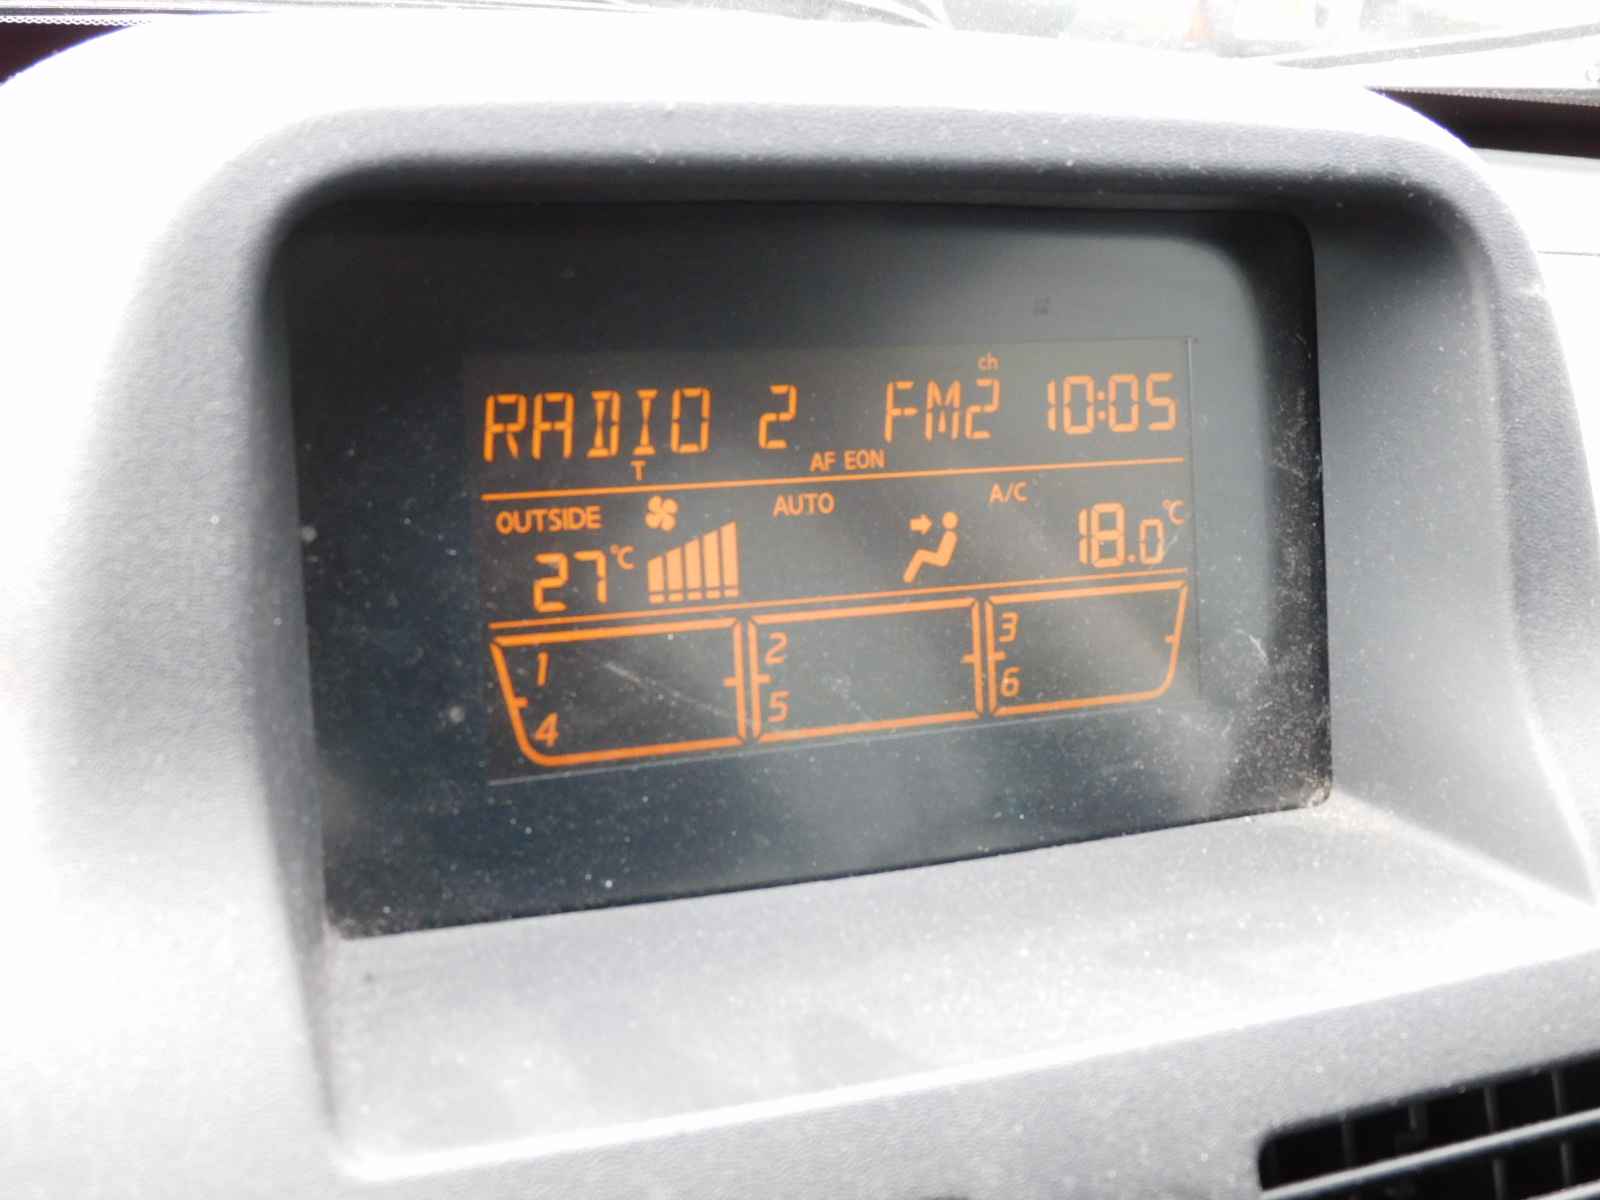 ch
RADIO 2 FM2 10:05
T AF EON
OUTSIDE AUTO A/C
27°C 18.0°C
1 2 3
4 5 6